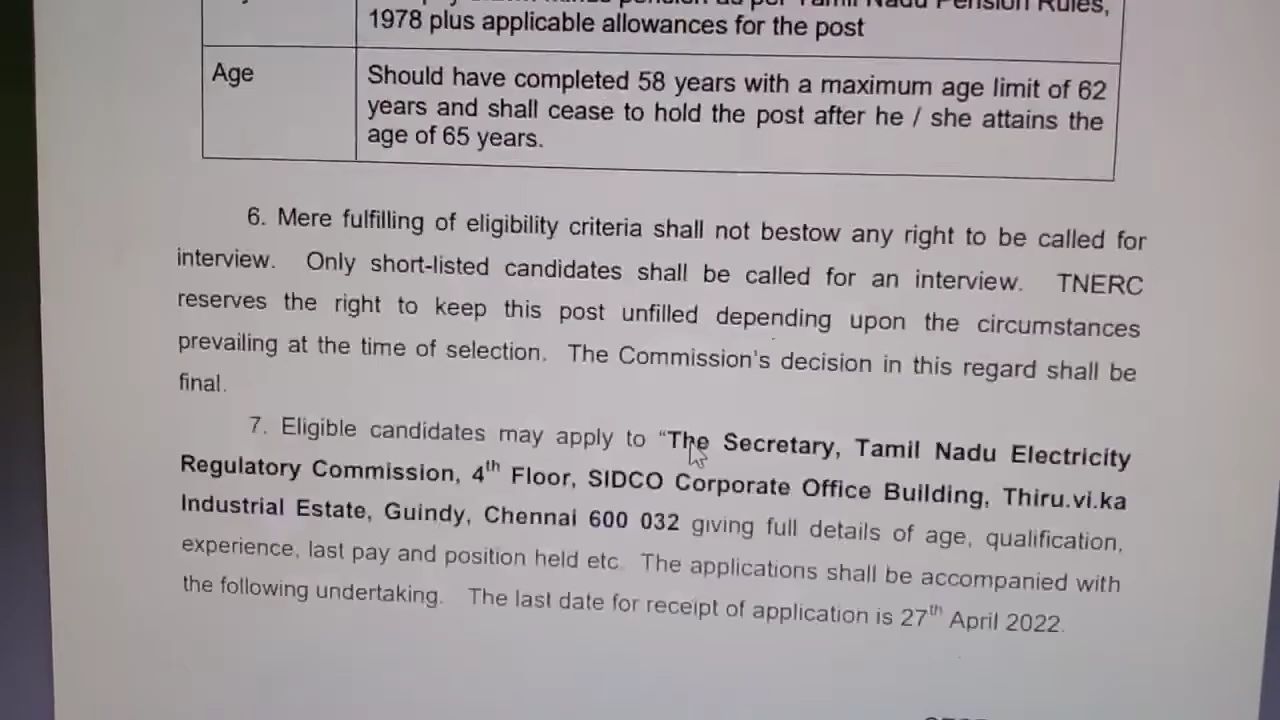 Pension Rules,
1978 plus applicable allowances for the post
Age
Should have completed 58 years with a maximum age limit of 62
years and shall cease to hold the post after he / she attains the
age of 65 years.
6. Mere fulfilling of eligibility criteria shall not bestow any right to be called for
interview. Only short-listed candidates shall be called for an interview. TNERC
reserves the right to keep this post unfilled depending upon the circumstances
prevailing at the time of selection. The Commission's decision in this regard shall be
final.
7. Eligible candidates may apply to “The Secretary, Tamil Nadu Electricity
Regulatory Commission, 4th Floor, SIDCO Corporate Office Building, Thiru.vi.ka
Industrial Estate, Guindy, Chennai 600 032 giving full details of age, qualification,
experience, last pay and position held etc. The applications shall be accompanied with
the following undertaking. The last date for receipt of application is 27th April 2022.